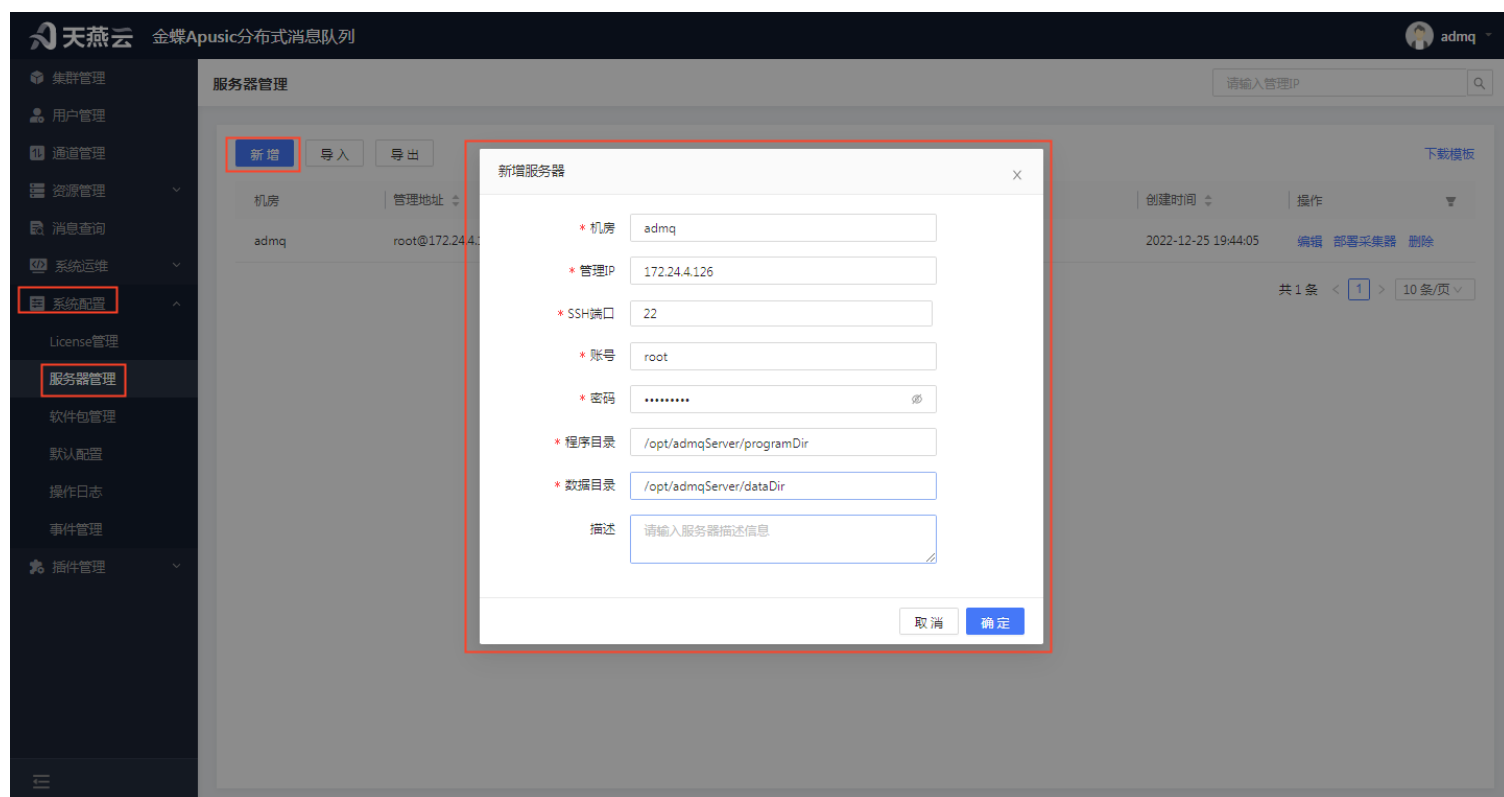 天燕云 金蝶Apusic分布式消息队列
admq
集群管理
用户管理
通道管理
资源管理
消息查询
系统运维
系统配置
License管理
服务器管理
软件包管理
默认配置
操作日志
事件管理
插件管理
服务器管理
请输入管理IP
新增 导入 导出
下载模板
机房 管理地址 创建时间 操作
admq root@172.24.4.1 2022-12-25 19:44:05 编辑 部署采集器 删除
共 1 条 < 1 > 10 条/页
新增服务器
* 机房 admq
* 管理IP 172.24.4.126
* SSH端口 22
* 账号 root
* 密码 •••••••••
* 程序目录 /opt/admqServer/programDir
* 数据目录 /opt/admqServer/dataDir
描述 请输入服务器描述信息
取消 确定